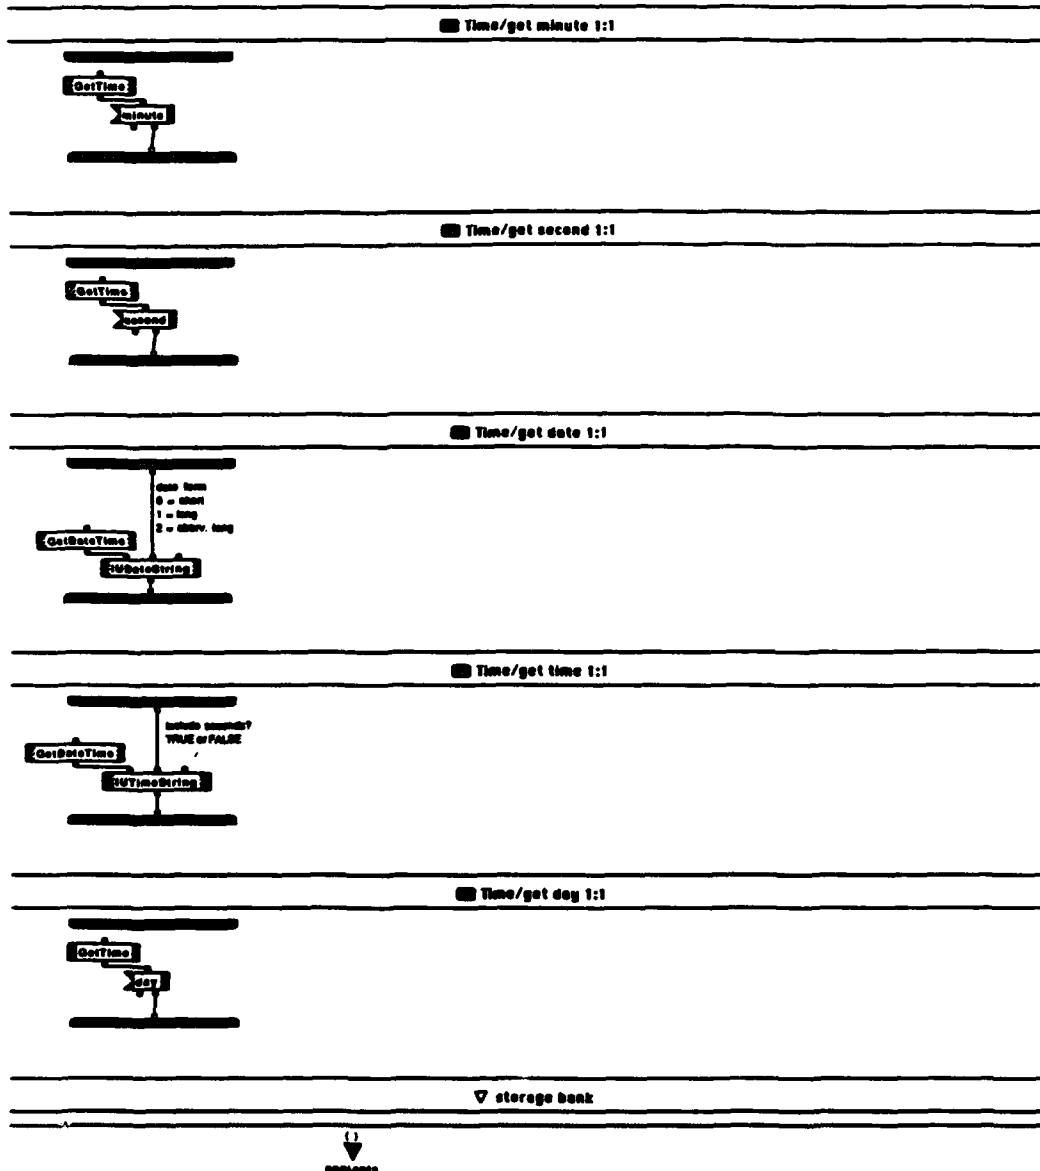 Time/get minute 1:1
GetTime
minute
Time/get second 1:1
GetTime
second
Time/get date 1:1
date form
0 = short
1 = long
2 = abbrv. long
GetDateTime
IUDateString
Time/get time 1:1
include seconds?
TRUE or FALSE
GetDateTime
IUTimeString
Time/get day 1:1
GetTime
day
storage bank
( )